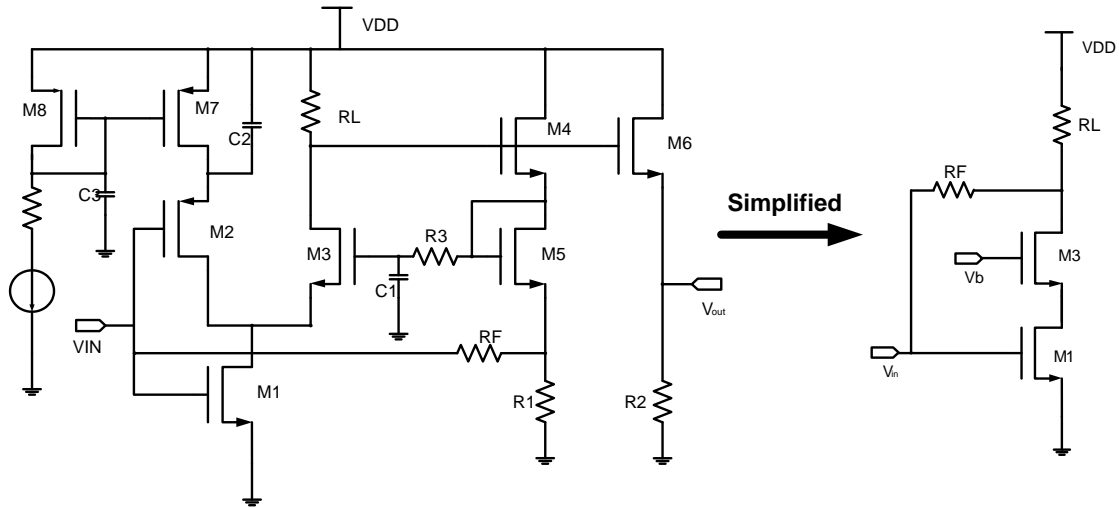 VDD
M8
M7
C2
RL
M4
M6
C3
M2
M3
R3
M5
C1
VIN
RF
Vout
M1
R1
R2
Simplified
VDD
RL
RF
M3
Vb
Vin
M1